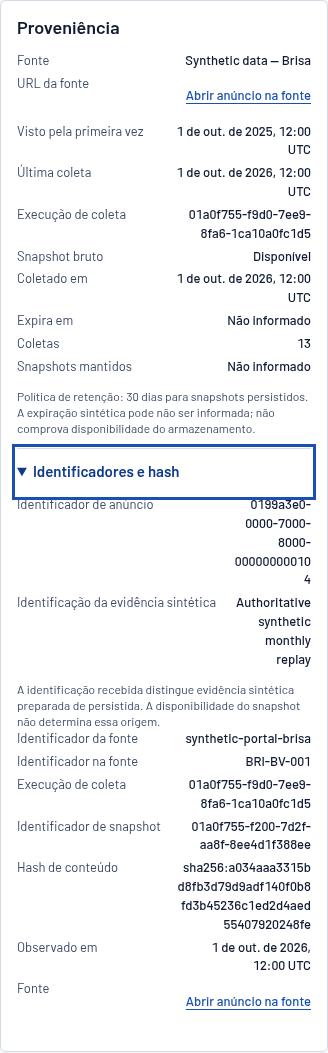 Proveniência
Fonte Synthetic data — Brisa
URL da fonte
Abrir anúncio na fonte
Visto pela primeira vez 1 de out. de 2025, 12:00
UTC
Última coleta 1 de out. de 2026, 12:00
UTC
Execução de coleta 01a0f755-f9d0-7ee9-
8fa6-1ca10a0fc1d5
Snapshot bruto Disponível
Coletado em 1 de out. de 2026, 12:00
UTC
Expira em Não informado
Coletas 13
Snapshots mantidos Não informado
Política de retenção: 30 dias para snapshots persistidos.
A expiração sintética pode não ser informada; não
comprova disponibilidade do armazenamento.
▼ Identificadores e hash
Identificador de anúncio 0199a3e0-
0000-7000-
8000-
00000000010
4
Identificação da evidência sintética Authoritative
synthetic
monthly
replay
A identificação recebida distingue evidência sintética
preparada de persistida. A disponibilidade do snapshot
não determina essa origem.
Identificador da fonte synthetic-portal-brisa
Identificador na fonte BRI-BV-001
Execução de coleta 01a0f755-f9d0-7ee9-
8fa6-1ca10a0fc1d5
Identificador de snapshot 01a0f755-f200-7d2f-
aa8f-8ee4d1f388ee
Hash de conteúdo sha256:a034aaa3315b
d8fb3d79d9adf140f0b8
fd3b45236c1ed2d4aed
55407920248fe
Observado em 1 de out. de 2026,
12:00 UTC
Fonte
Abrir anúncio na fonte